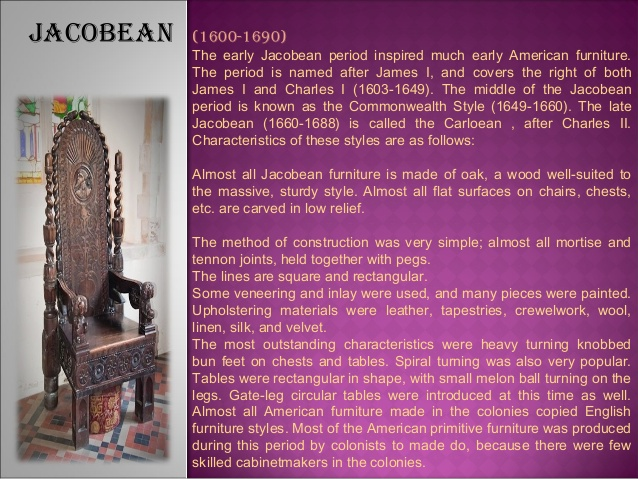 JACOBEAN
(1600-1690)
The early Jacobean period inspired much early American furniture.
The period is named after James I, and covers the right of both
James I and Charles I (1603-1649). The middle of the Jacobean
period is known as the Commonwealth Style (1649-1660). The late
Jacobean (1660-1688) is called the Carloean , after Charles II.
Characteristics of these styles are as follows:
Almost all Jacobean furniture is made of oak, a wood well-suited to
the massive, sturdy style. Almost all flat surfaces on chairs, chests,
etc. are carved in low relief.
The method of construction was very simple; almost all mortise and
tennon joints, held together with pegs.
The lines are square and rectangular.
Some veneering and inlay were used, and many pieces were painted.
Upholstering materials were leather, tapestries, crewelwork, wool,
linen, silk, and velvet.
The most outstanding characteristics were heavy turning knobbed
bun feet on chests and tables. Spiral turning was also very popular.
Tables were rectangular in shape, with small melon ball turning on the
legs. Gate-leg circular tables were introduced at this time as well.
Almost all American furniture made in the colonies copied English
furniture styles. Most of the American primitive furniture was produced
during this period by colonists to made do, because there were few
skilled cabinetmakers in the colonies.